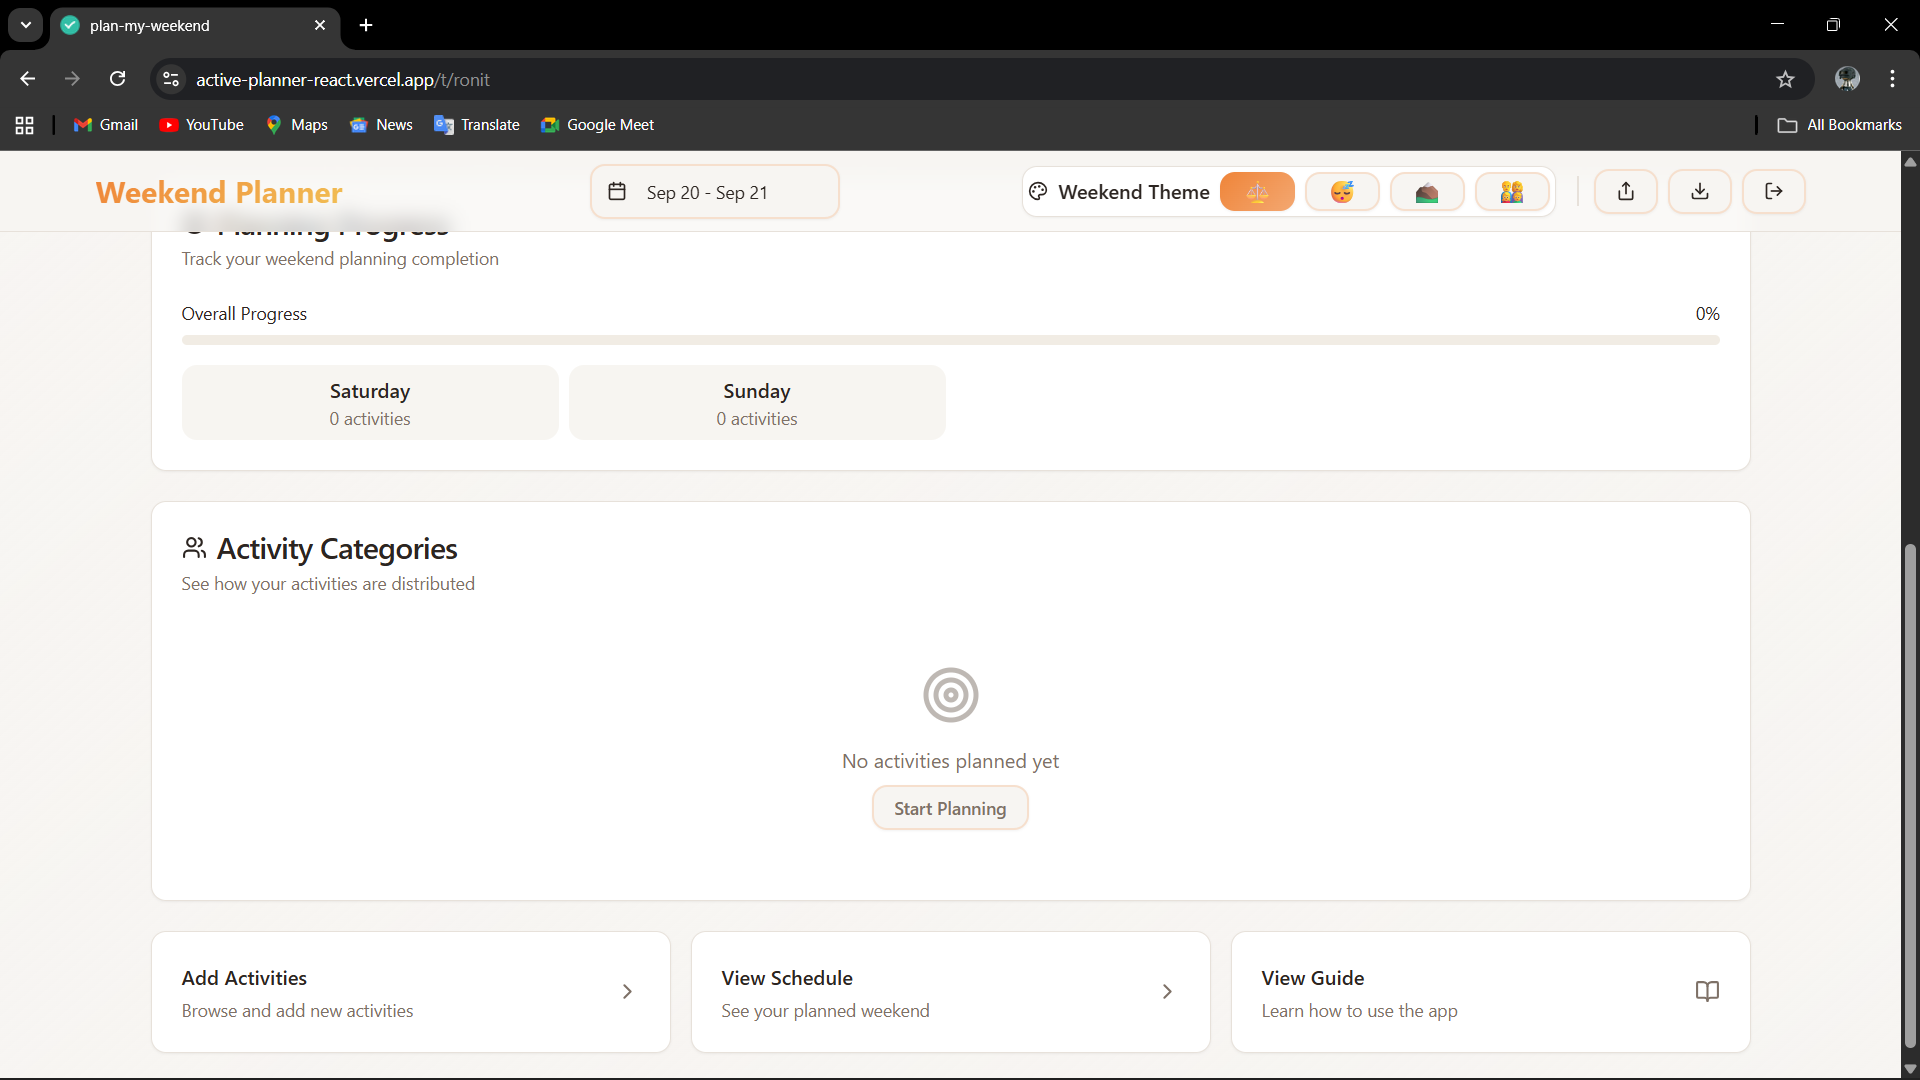 plan-my-weekend
active-planner-react.vercel.app/t/ronit
Gmail
YouTube
Maps
News
Translate
Google Meet
All Bookmarks
Weekend Planner
Sep 20 - Sep 21
Weekend Theme
Planning Progress
Track your weekend planning completion
Overall Progress
0%
Saturday
0 activities
Sunday
0 activities
Activity Categories
See how your activities are distributed
No activities planned yet
Start Planning
Add Activities
Browse and add new activities
View Schedule
See your planned weekend
View Guide
Learn how to use the app